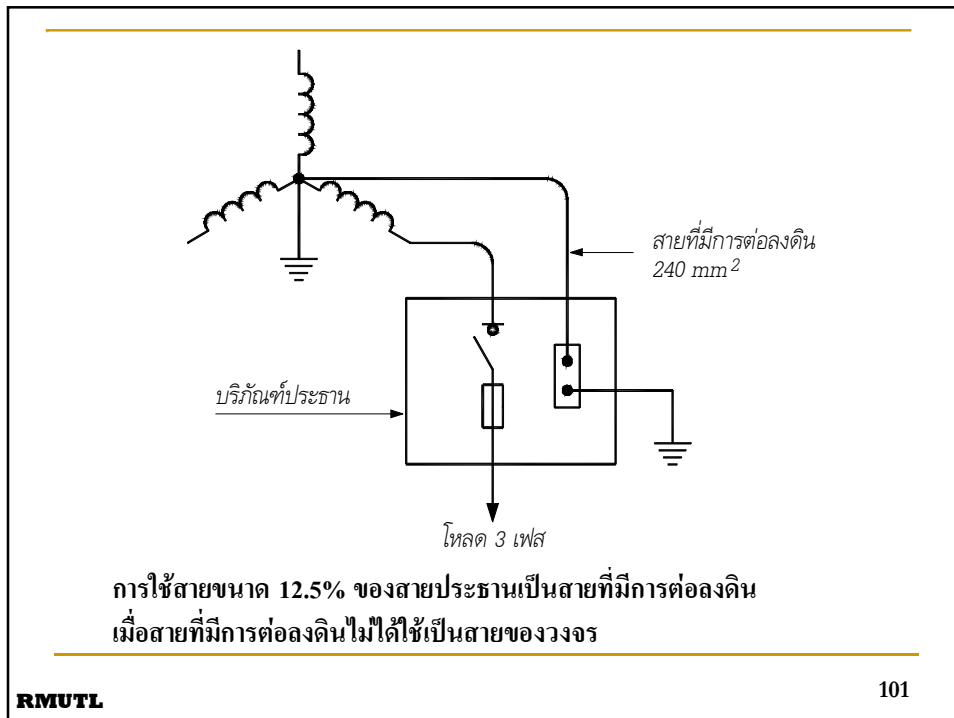 สายที่มีการต่อลงดิน
240 mm²
บริภัณฑ์ประธาน
โหลด 3 เฟส
การใช้สายขนาด 12.5% ของสายประธานเป็นสายที่มีการต่อลงดิน
เมื่อสายที่มีการต่อลงดินไม่ได้ใช้เป็นสายของวงจร
RMUTL
101